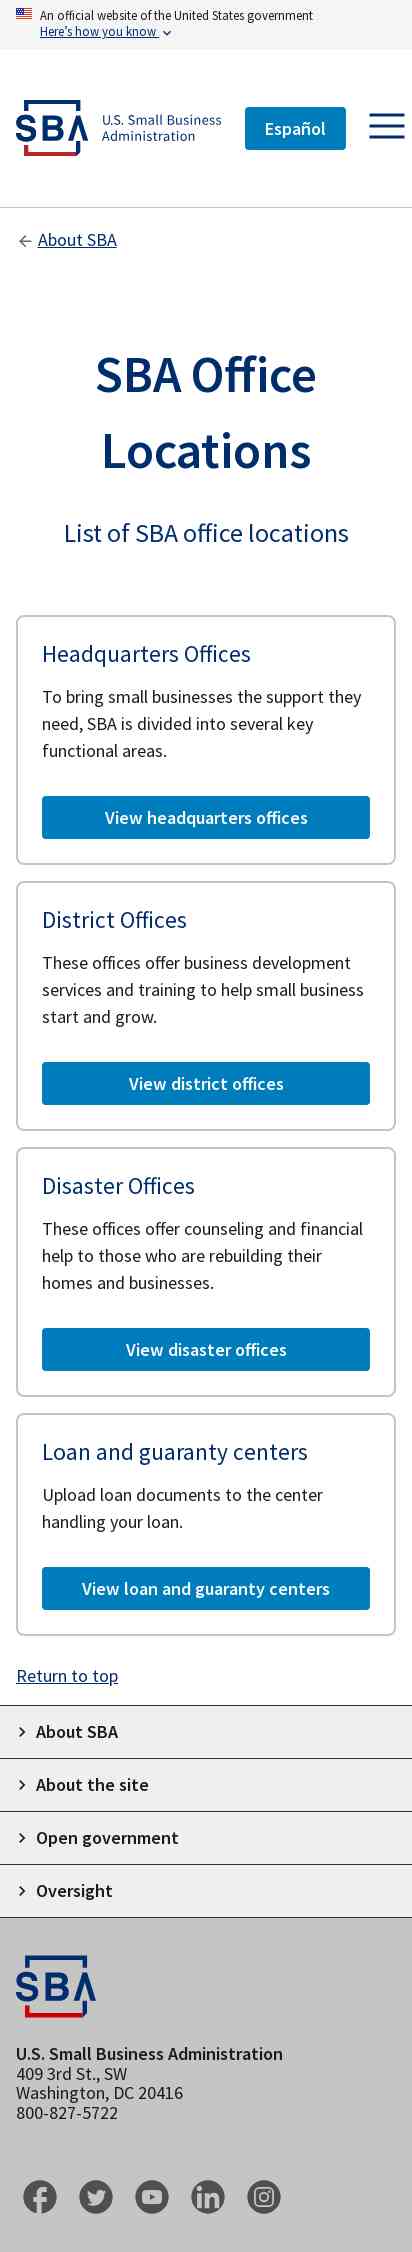 An official website of the United States government
Here's how you know
SBA
U.S. Small Business
Administration
Español
About SBA
SBA Office
Locations
List of SBA office locations
Headquarters Offices
To bring small businesses the support they
need, SBA is divided into several key
functional areas.
View headquarters offices
District Offices
These offices offer business development
services and training to help small business
start and grow.
View district offices
Disaster Offices
These offices offer counseling and financial
help to those who are rebuilding their
homes and businesses.
View disaster offices
Loan and guaranty centers
Upload loan documents to the center
handling your loan.
View loan and guaranty centers
Return to top
About SBA
About the site
Open government
Oversight
SBA
U.S. Small Business Administration
409 3rd St., SW
Washington, DC 20416
800-827-5722